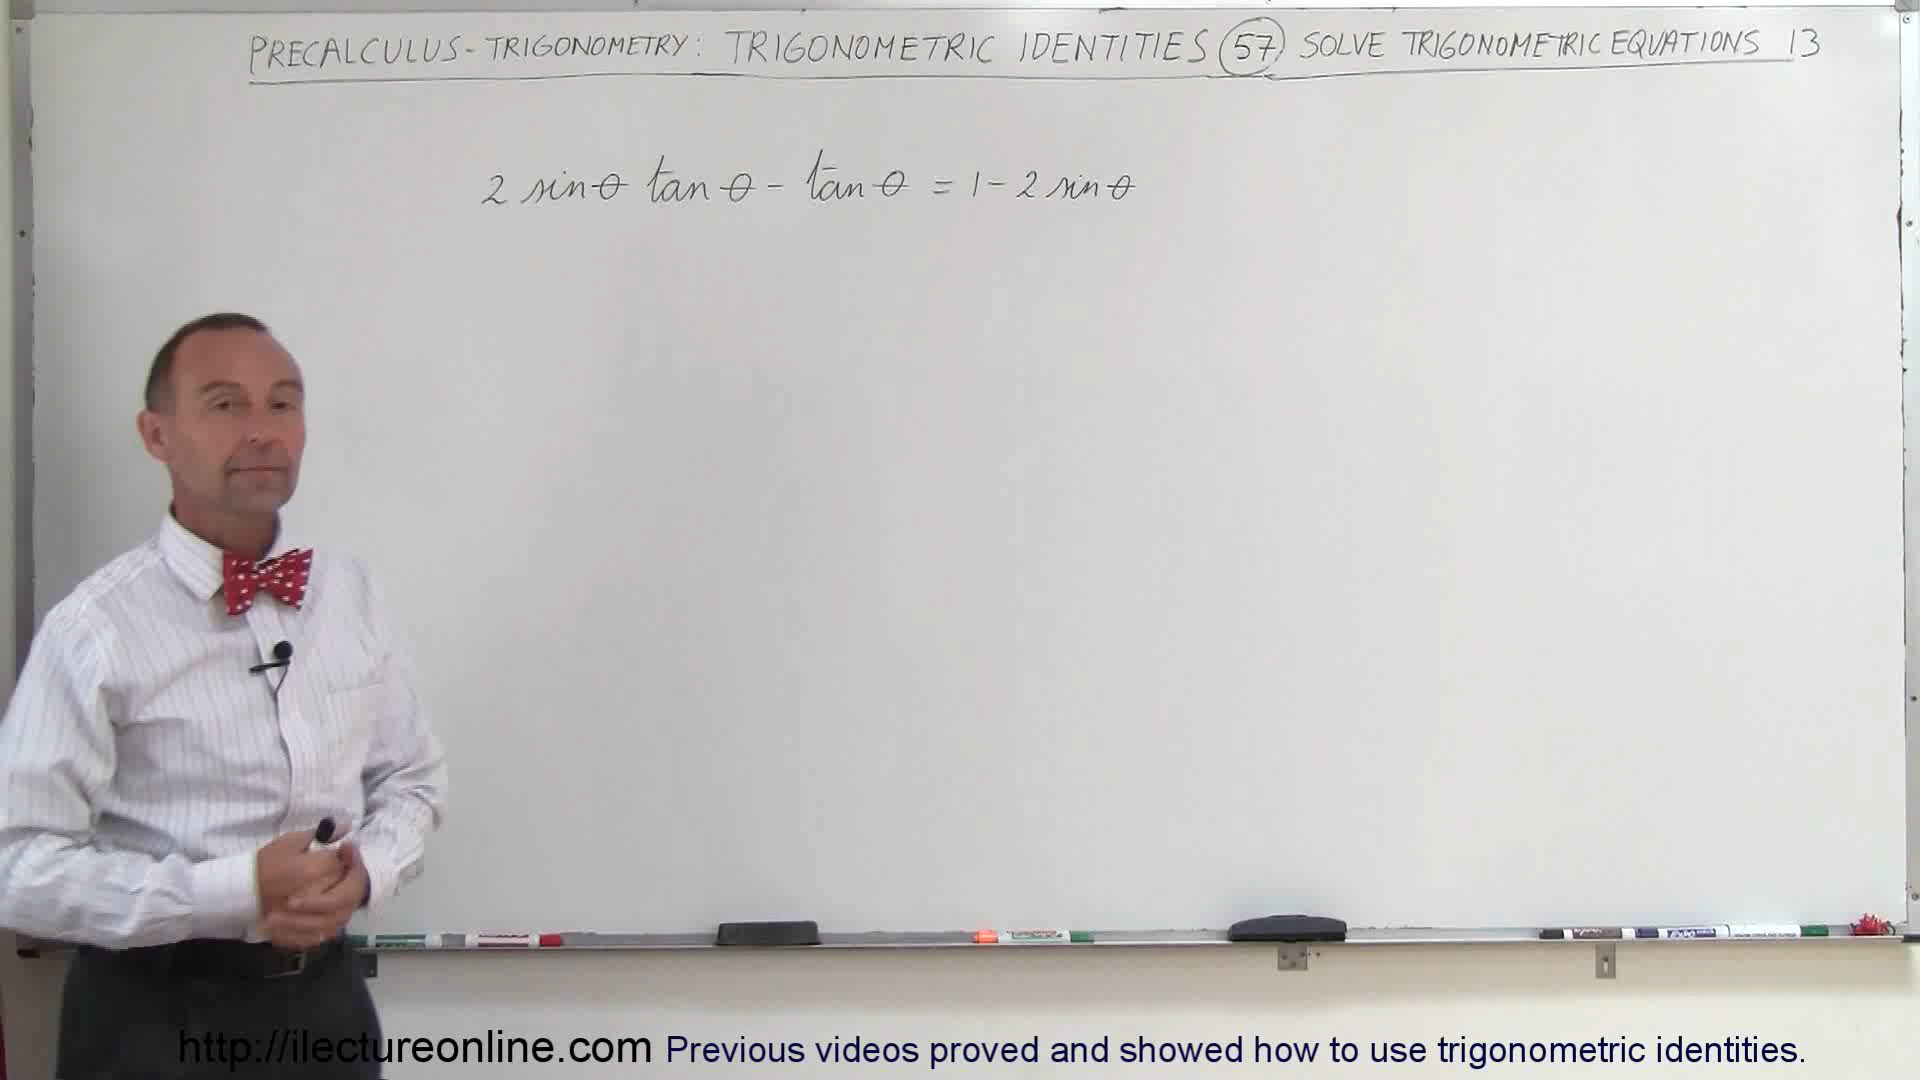 PRECALCULUS - TRIGONOMETRY: TRIGONOMETRIC IDENTITIES 57 SOLVE TRIGONOMETRIC EQUATIONS 13
2 sin θ tan θ - tan θ = 1 - 2 sin θ
http://ilectureonline.com Previous videos proved and showed how to use trigonometric identities.